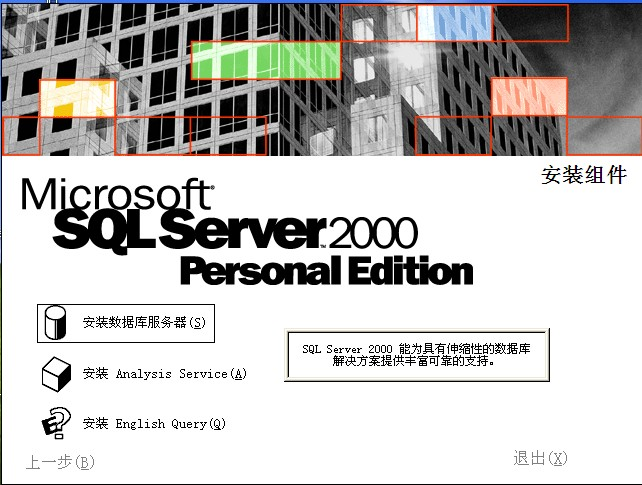 安装组件
Microsoft®
SQL Server™ 2000
Personal Edition
安装数据库服务器(S)
SQL Server 2000 能为具有伸缩性的数据库
解决方案提供丰富可靠的支持。
安装 Analysis Service(A)
安装 English Query(Q)
上一步(B)
退出(X)